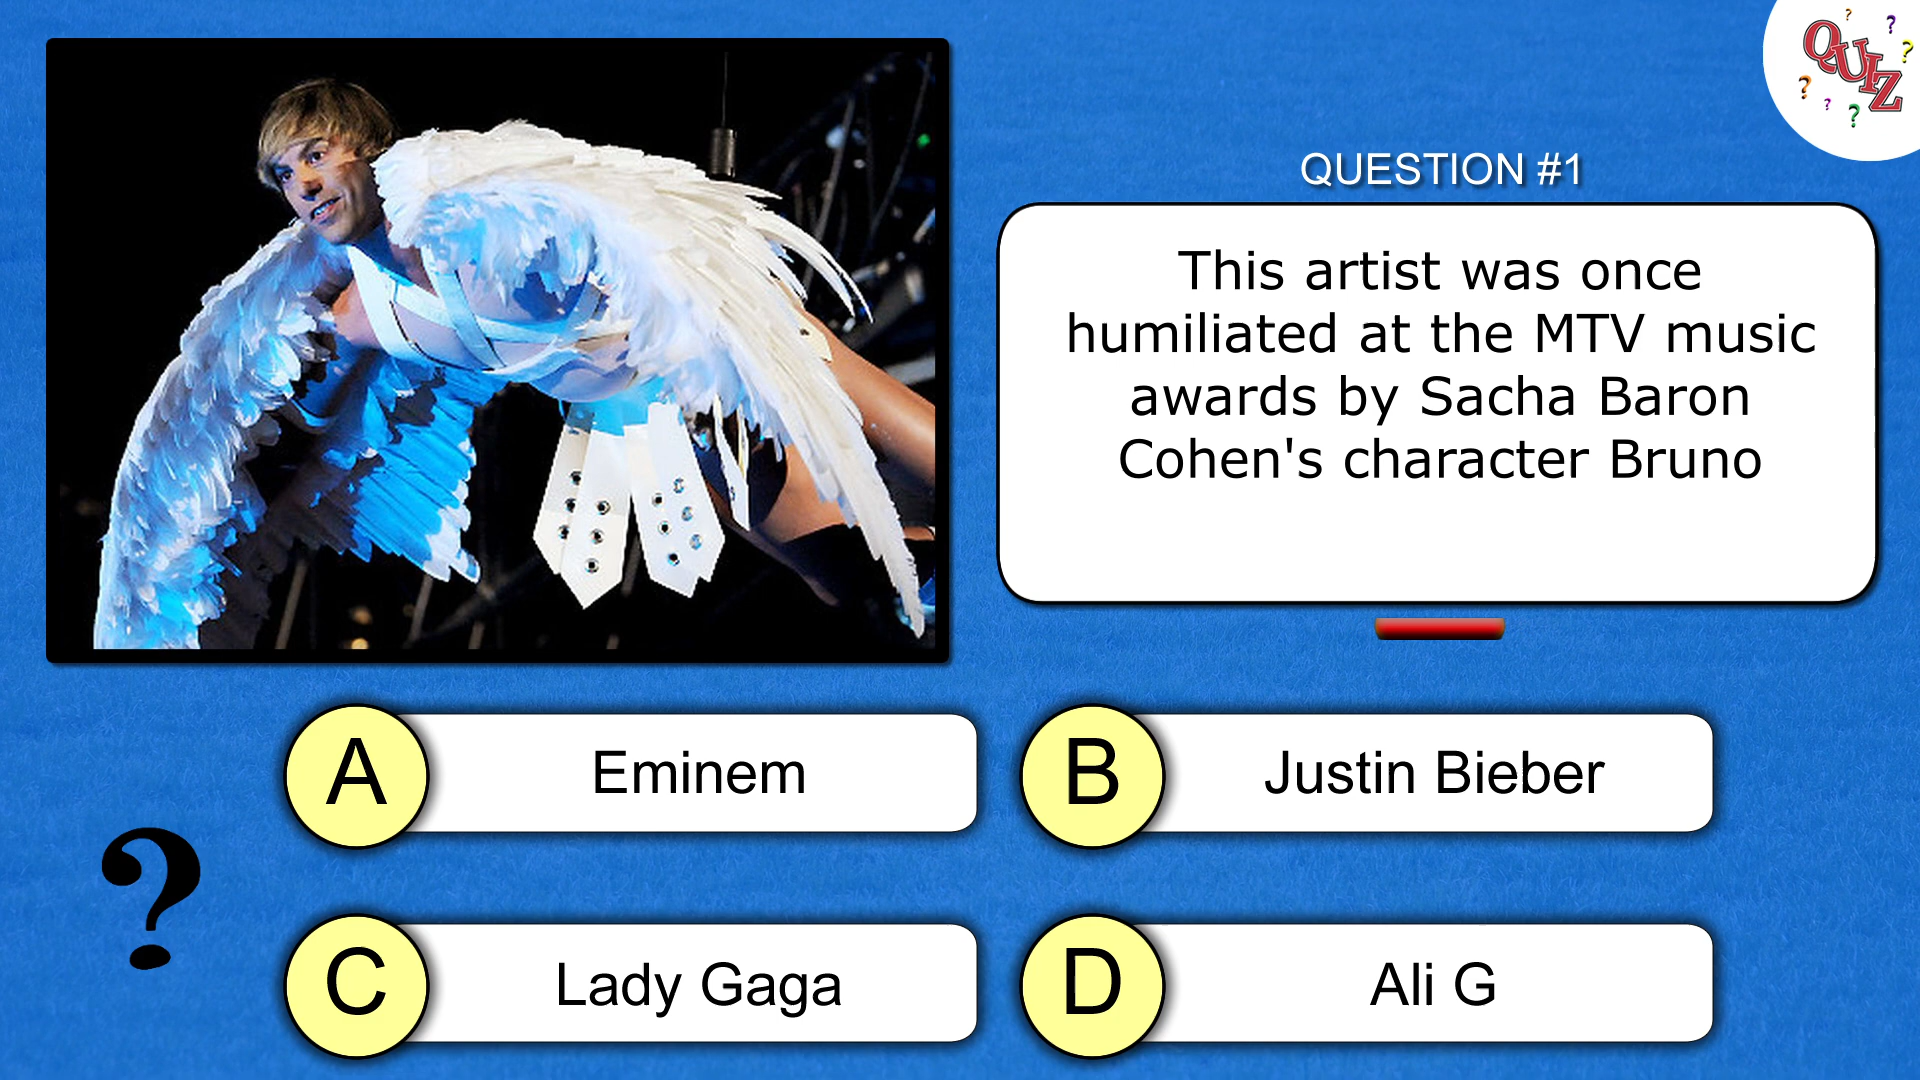 QUIZ
QUESTION #1
This artist was once
humiliated at the MTV music
awards by Sacha Baron
Cohen's character Bruno
A Eminem
B Justin Bieber
?
C Lady Gaga
D Ali G